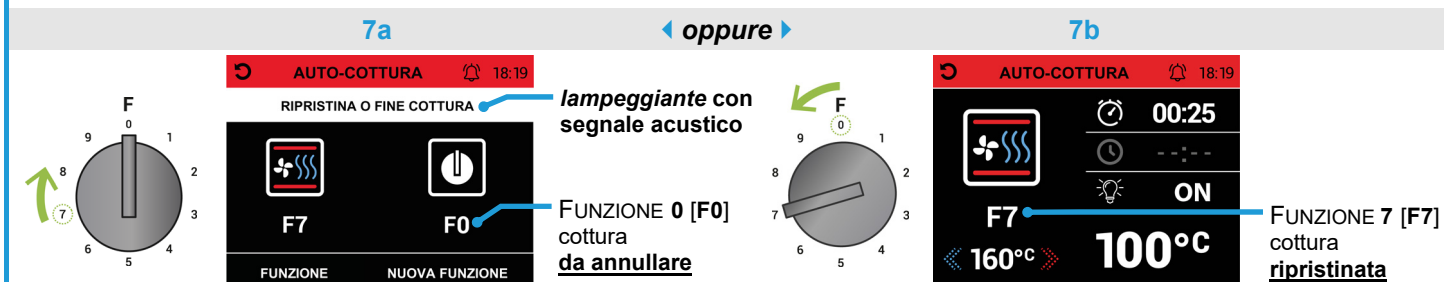 7a
oppure
7b
F
0
1
2
3
4
5
6
7
8
9
AUTO-COTTURA 18:19
RIPRISTINA O FINE COTTURA
F7 F0
FUNZIONE NUOVA FUNZIONE
lampeggiante con
segnale acustico
FUNZIONE 0 [F0]
cottura
da annullare
F
0
1
2
3
4
5
6
7
8
9
AUTO-COTTURA 18:19
00:25
--:--
ON
F7
160°C
100°C
FUNZIONE 7 [F7]
cottura
ripristinata